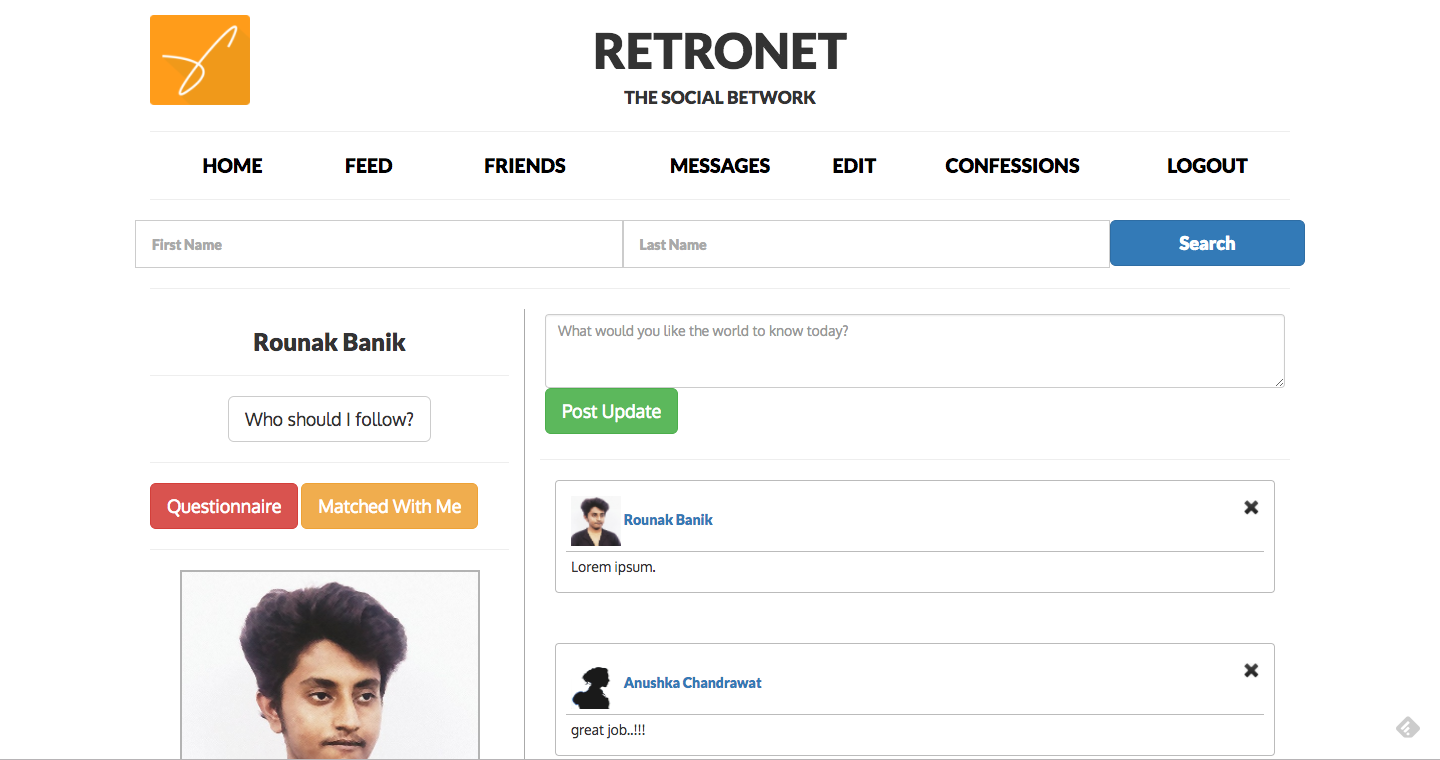 RETRONET
THE SOCIAL BETWORK
HOME FEED FRIENDS MESSAGES EDIT CONFESSIONS LOGOUT
First Name Last Name Search
Rounak Banik
Who should I follow?
Questionnaire Matched With Me
What would you like the world to know today?
Post Update
Rounak Banik
Lorem ipsum.
Anushka Chandrawat
great job..!!!